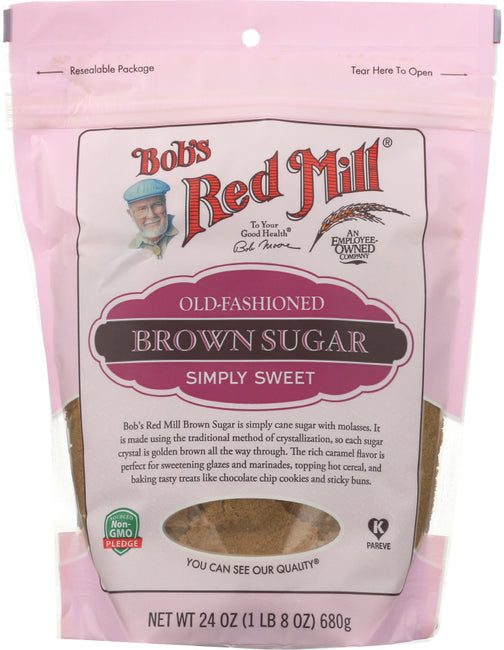 Resealable Package
Tear Here To Open
Bob's
Red Mill®
To Your
Good Health®
Bob Moore
AN
EMPLOYEE-
OWNED
COMPANY
OLD-FASHIONED
BROWN SUGAR
SIMPLY SWEET
Bob's Red Mill Brown Sugar is simply cane sugar with molasses. It
is made using the traditional method of crystallization, so each sugar
crystal is golden brown all the way through. The rich caramel flavor is
perfect for sweetening glazes and marinades, topping hot cereal, and
baking tasty treats like chocolate chip cookies and sticky buns.
SOURCED
Non-
GMO
PLEDGE
K
PAREVE
YOU CAN SEE OUR QUALITY®
NET WT 24 OZ (1 LB 8 OZ) 680g